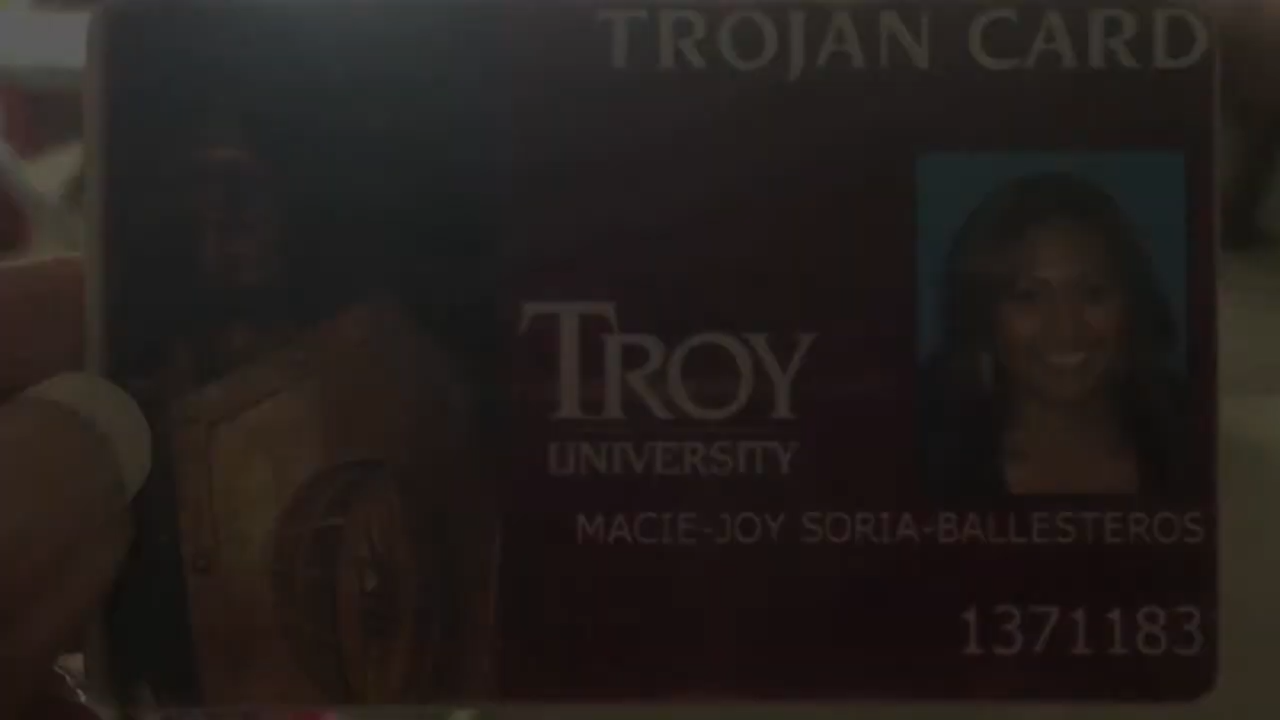 TROJAN CARD
TROY
UNIVERSITY
MACIE-JOY SORIA-BALLESTEROS
1371183